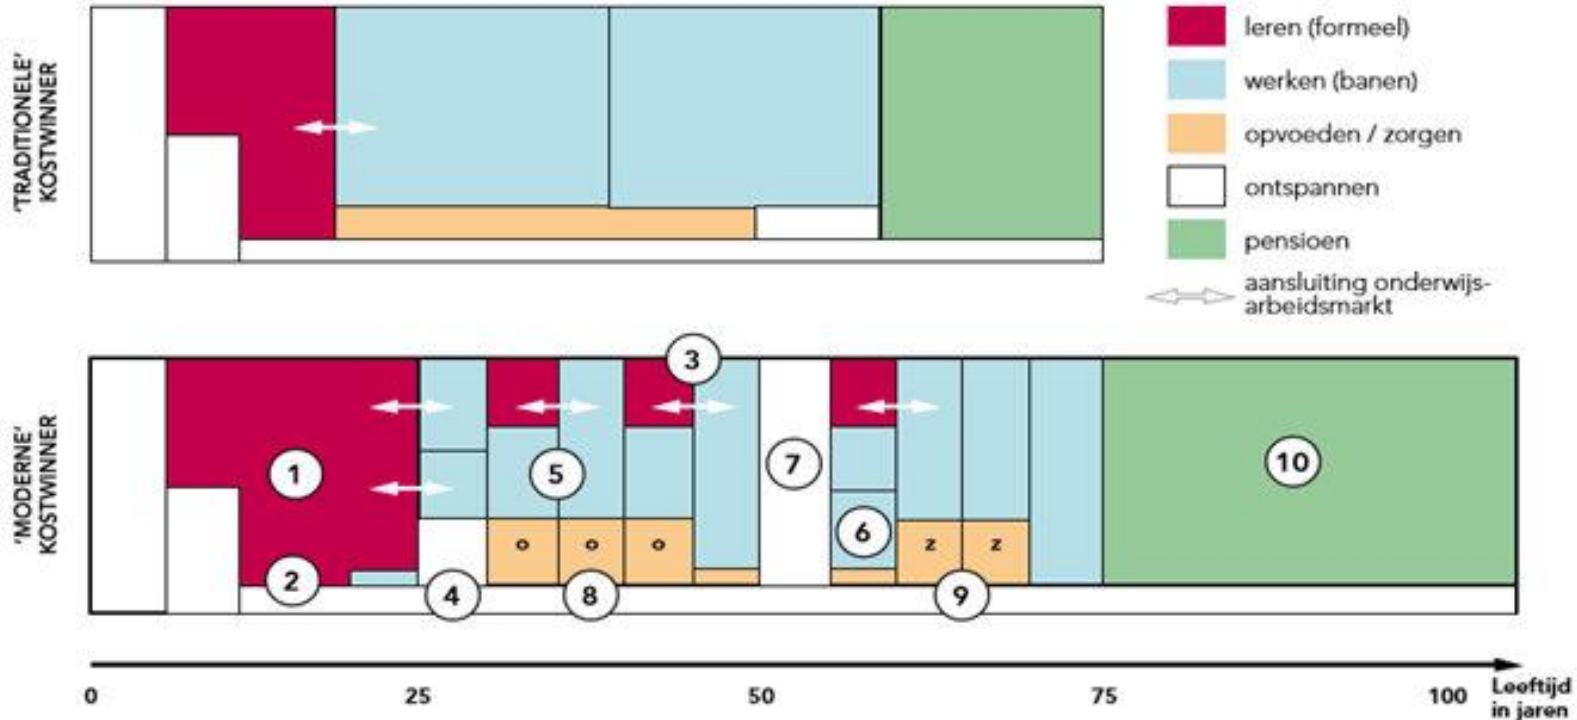 'TRADITIONELE'
KOSTWINNER
leren (formeel)
werken (banen)
opvoeden / zorgen
ontspannen
pensioen
aansluiting onderwijs-
arbeidsmarkt
'MODERNE'
KOSTWINNER
3
1
5
7
10
6
o o o z z
2
4
8
9
0 25 50 75 100
Leeftijd
in jaren